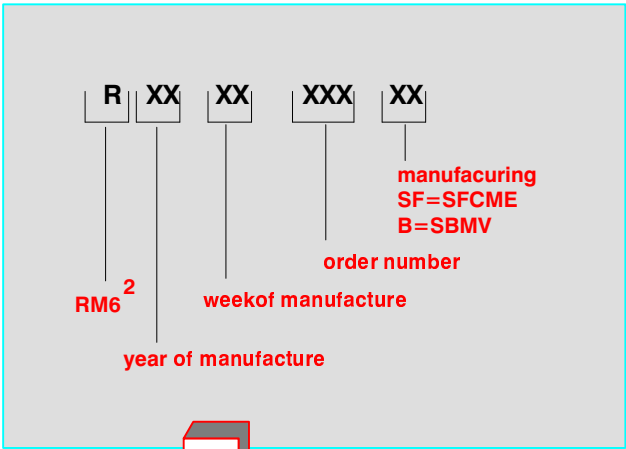 R XX XX XXX XX
manufacuring
SF=SFCME
B=SBMV
order number
weekof manufacture
RM6 2
year of manufacture